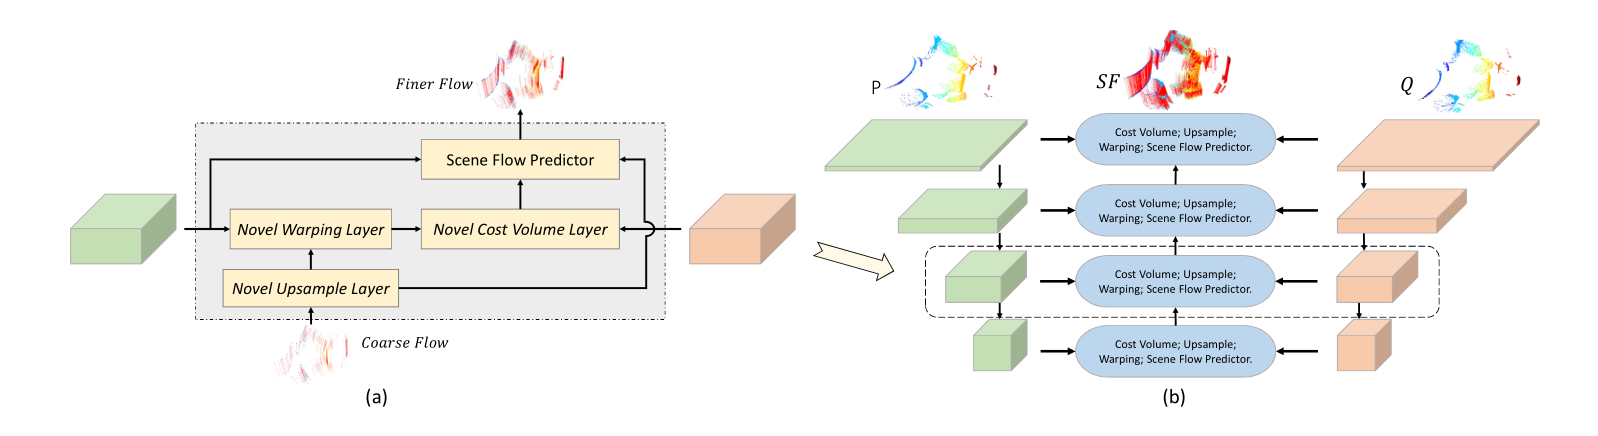 Finer Flow
Scene Flow Predictor
Novel Warping Layer
Novel Cost Volume Layer
Novel Upsample Layer
Coarse Flow
(a)
P
SF
Q
Cost Volume; Upsample;
Warping; Scene Flow Predictor.
Cost Volume; Upsample;
Warping; Scene Flow Predictor.
Cost Volume; Upsample;
Warping; Scene Flow Predictor.
Cost Volume; Upsample;
Warping; Scene Flow Predictor.
(b)